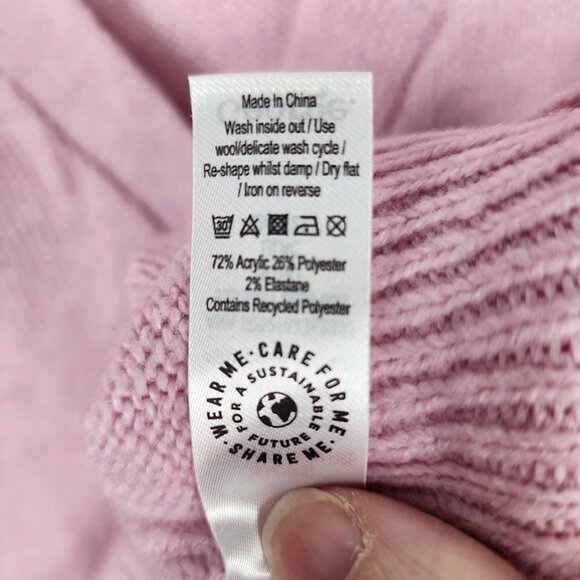 Made In China
Wash inside out / Use
wool/delicate wash cycle /
Re-shape whilst damp / Dry flat
/ Iron on reverse
30
72% Acrylic 26% Polyester
2% Elastane
Contains Recycled Polyester
WEAR ME · CARE FOR ME · SHARE ME ·
FOR A SUSTAINABLE FUTURE